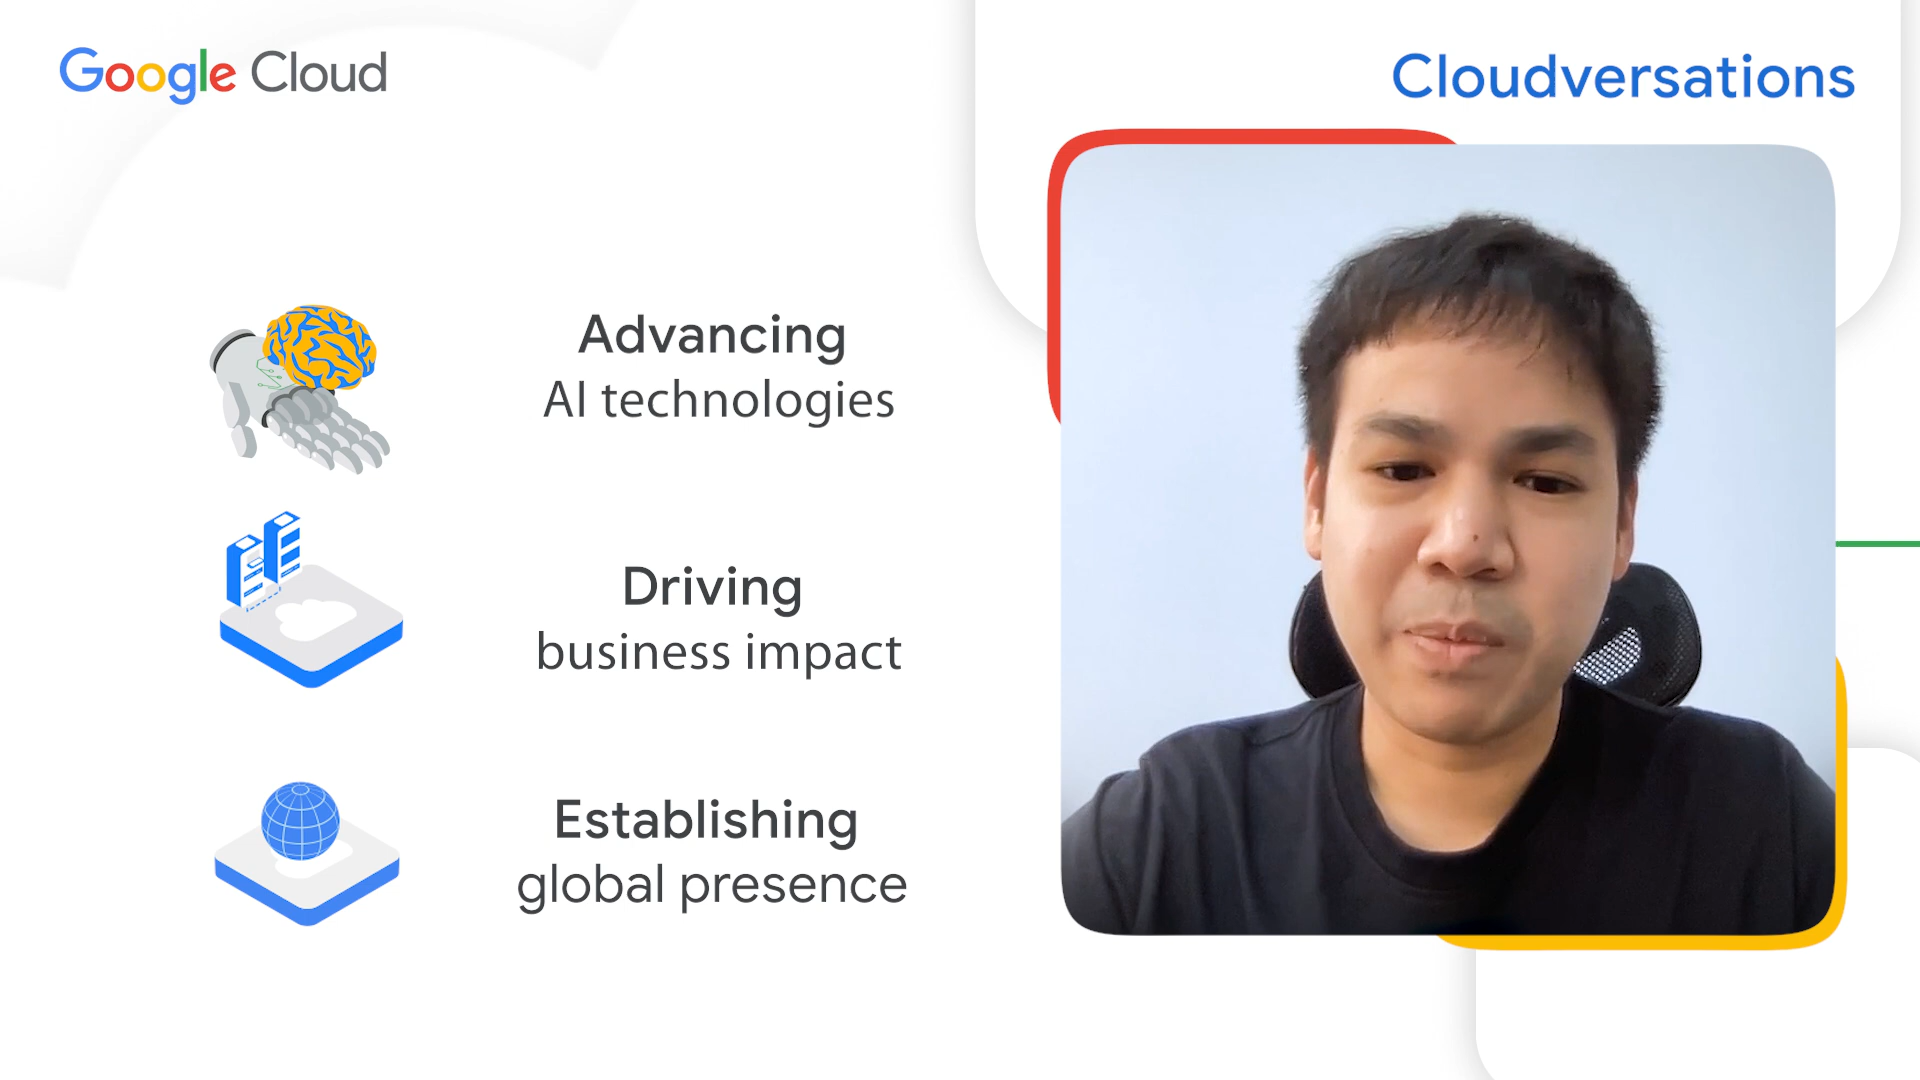 Google Cloud
Cloudversations
Advancing
AI technologies
Driving
business impact
Establishing
global presence